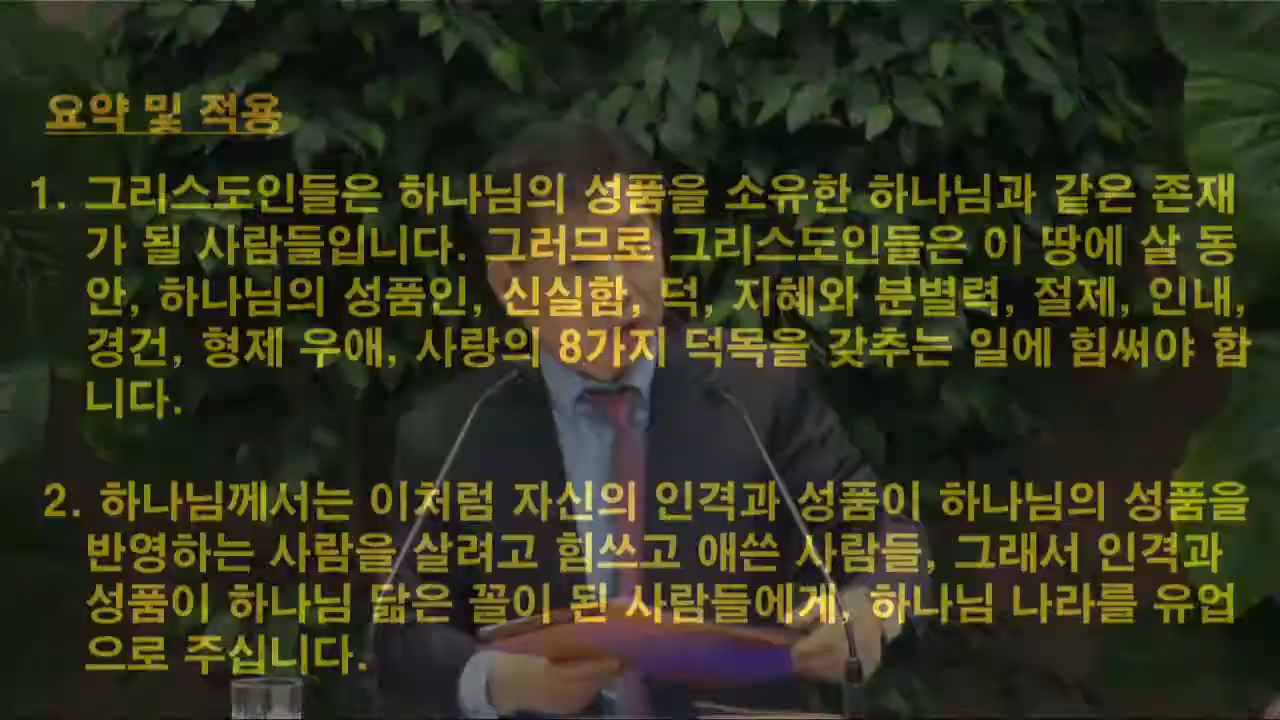 요약 및 적용
1. 그리스도인들은 하나님의 성품을 소유한 하나님과 같은 존재
가 될 사람들입니다. 그러므로 그리스도인들은 이 땅에 살 동
안, 하나님의 성품인, 신실함, 덕, 지혜와 분별력, 절제, 인내,
경건, 형제 우애, 사랑의 8가지 덕목을 갖추는 일에 힘써야 합
니다.
2. 하나님께서는 이처럼 자신의 인격과 성품이 하나님의 성품을
반영하는 사람을 살려고 힘쓰고 애쓴 사람들, 그래서 인격과
성품이 하나님 닮은 꼴이 된 사람들에게, 하나님 나라를 유업
으로 주십니다.